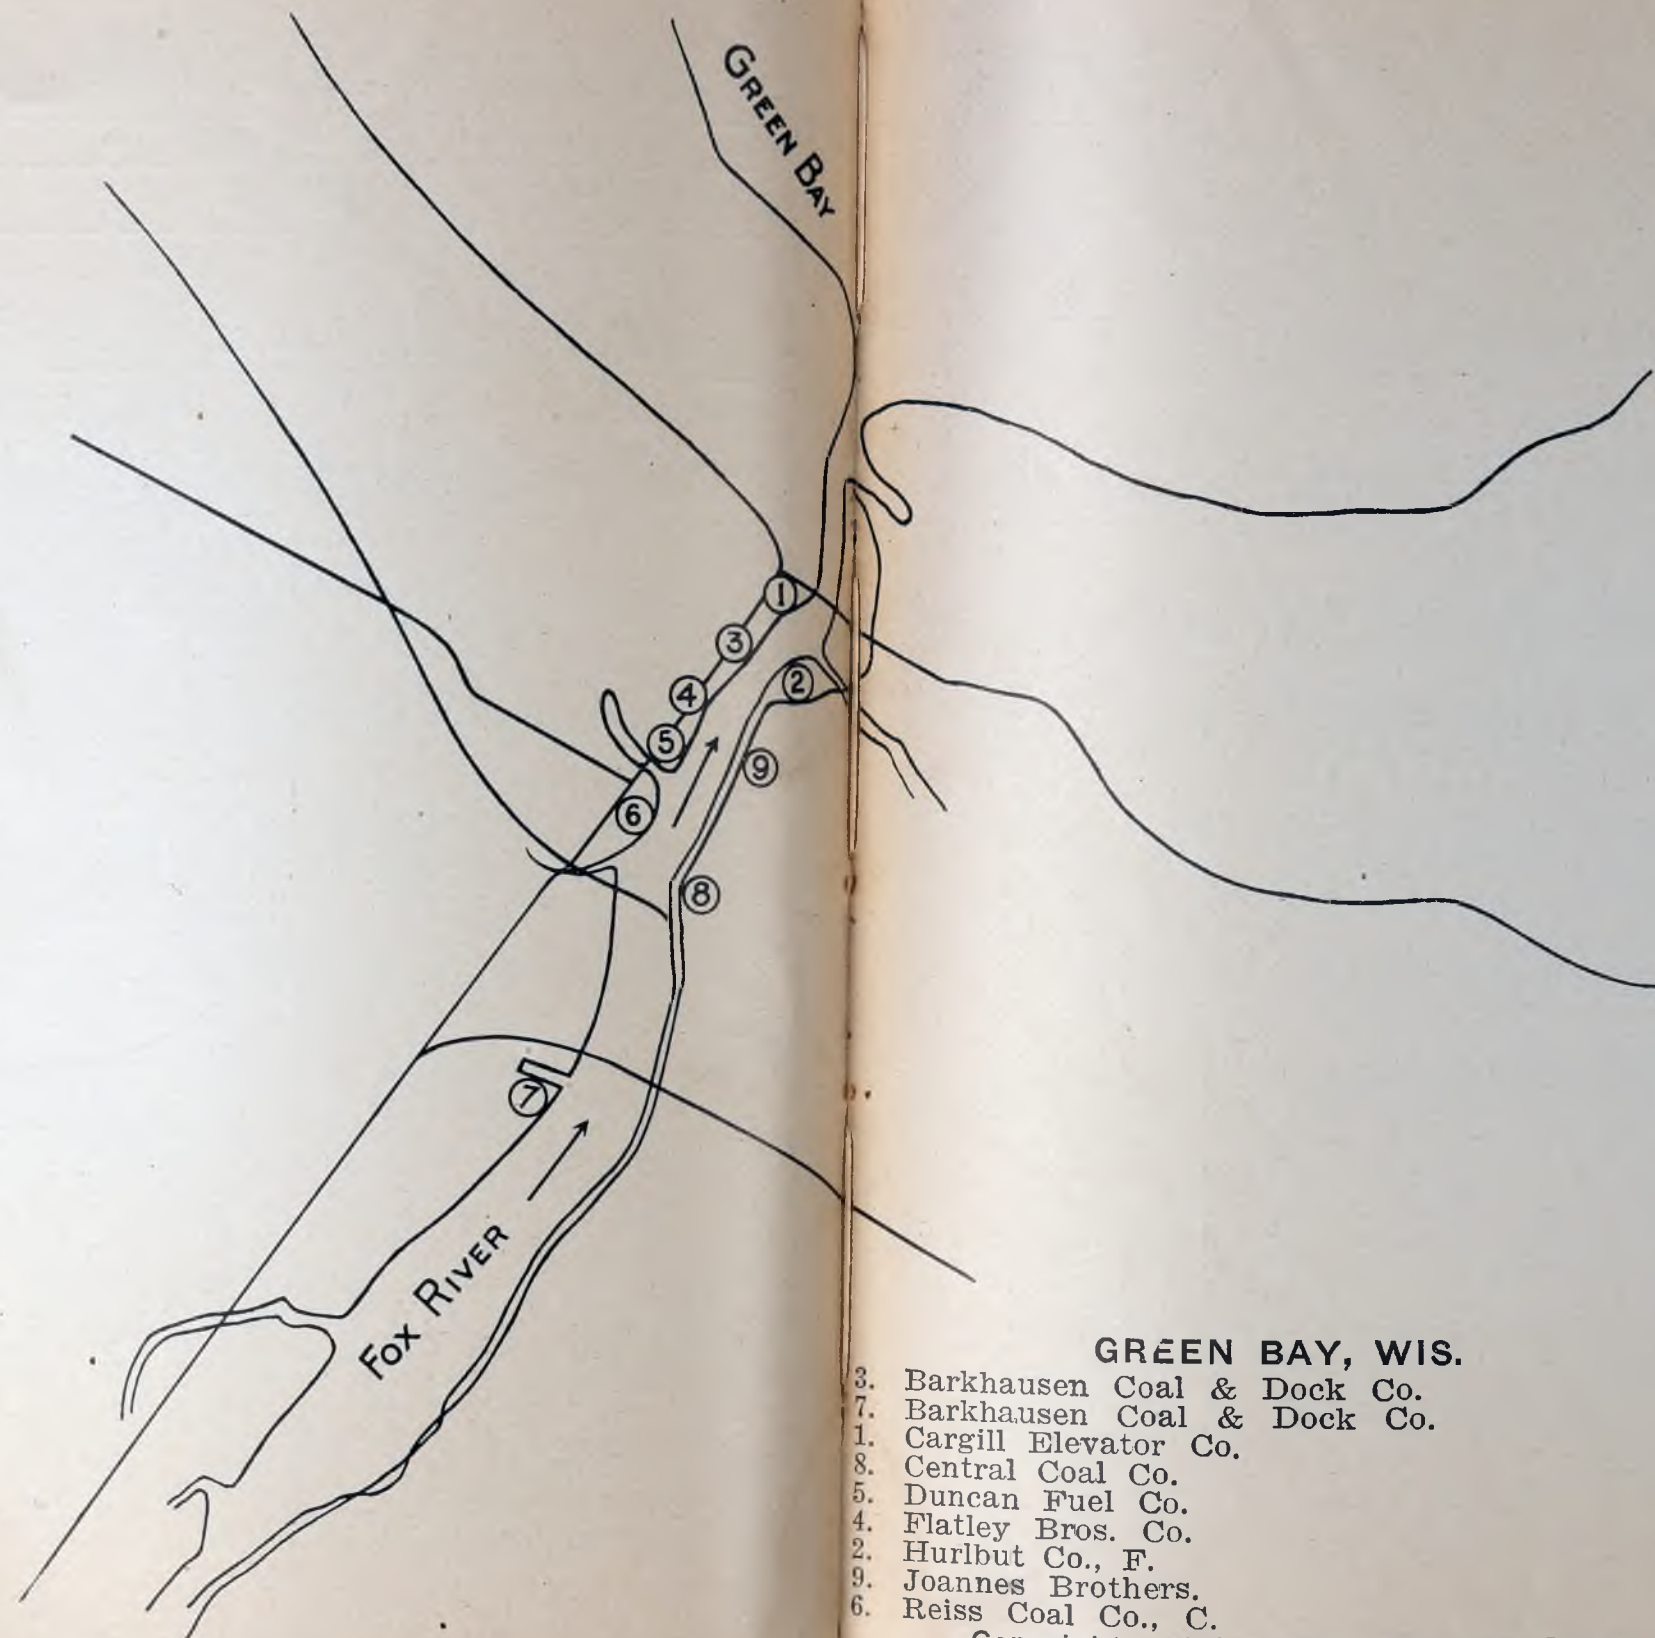 GREEN BAY
1
3
4
2
5
9
6
8
7
FOX RIVER
GREEN BAY, WIS.
3. Barkhausen Coal & Dock Co.
7. Barkhausen Coal & Dock Co.
1. Cargill Elevator Co.
8. Central Coal Co.
5. Duncan Fuel Co.
4. Flatley Bros. Co.
2. Hurlbut Co., F.
9. Joannes Brothers.
6. Reiss Coal Co., C.